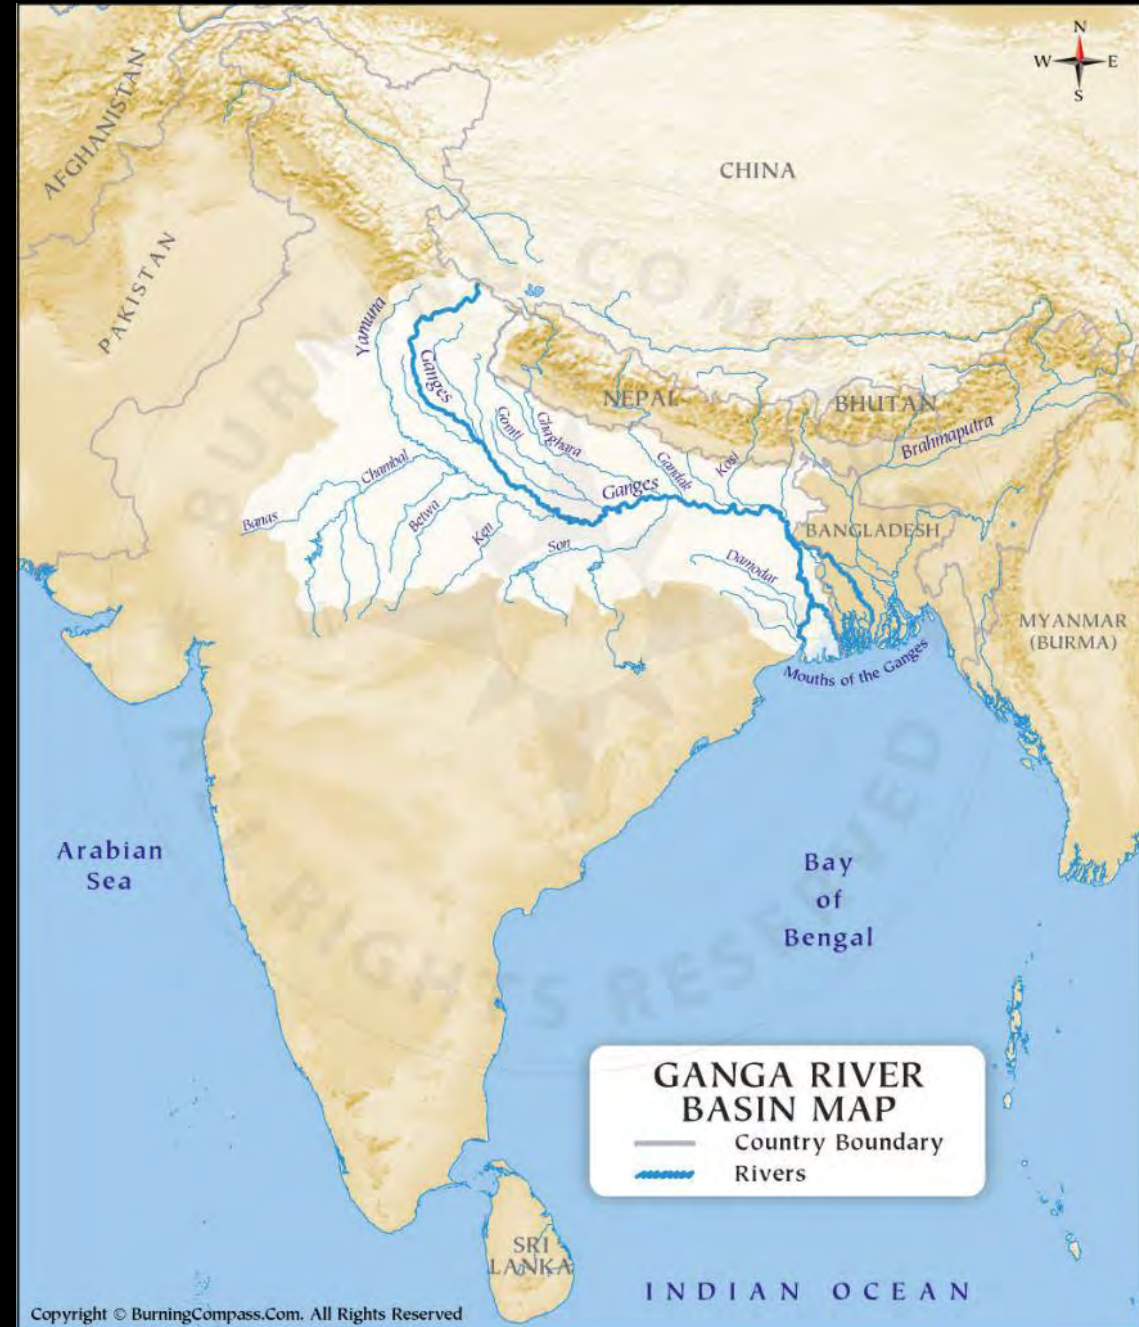 N
W E
S
AFGHANISTAN
CHINA
PAKISTAN
Yamuna
Ganges
NEPAL
BHUTAN
Brahmaputra
Gomti
Ghaghara
Chambal
Gandak
Kosi
Ganges
Banas
Betwa
Ken
Son
BANGLADESH
Damodar
MYANMAR
(BURMA)
Mouths of the Ganges
Arabian
Sea
Bay
of
Bengal
RIGHTS RESERVED
GANGA RIVER
BASIN MAP
Country Boundary
Rivers
SRI
LANKA
INDIAN OCEAN
Copyright © BurningCompass.Com. All Rights Reserved